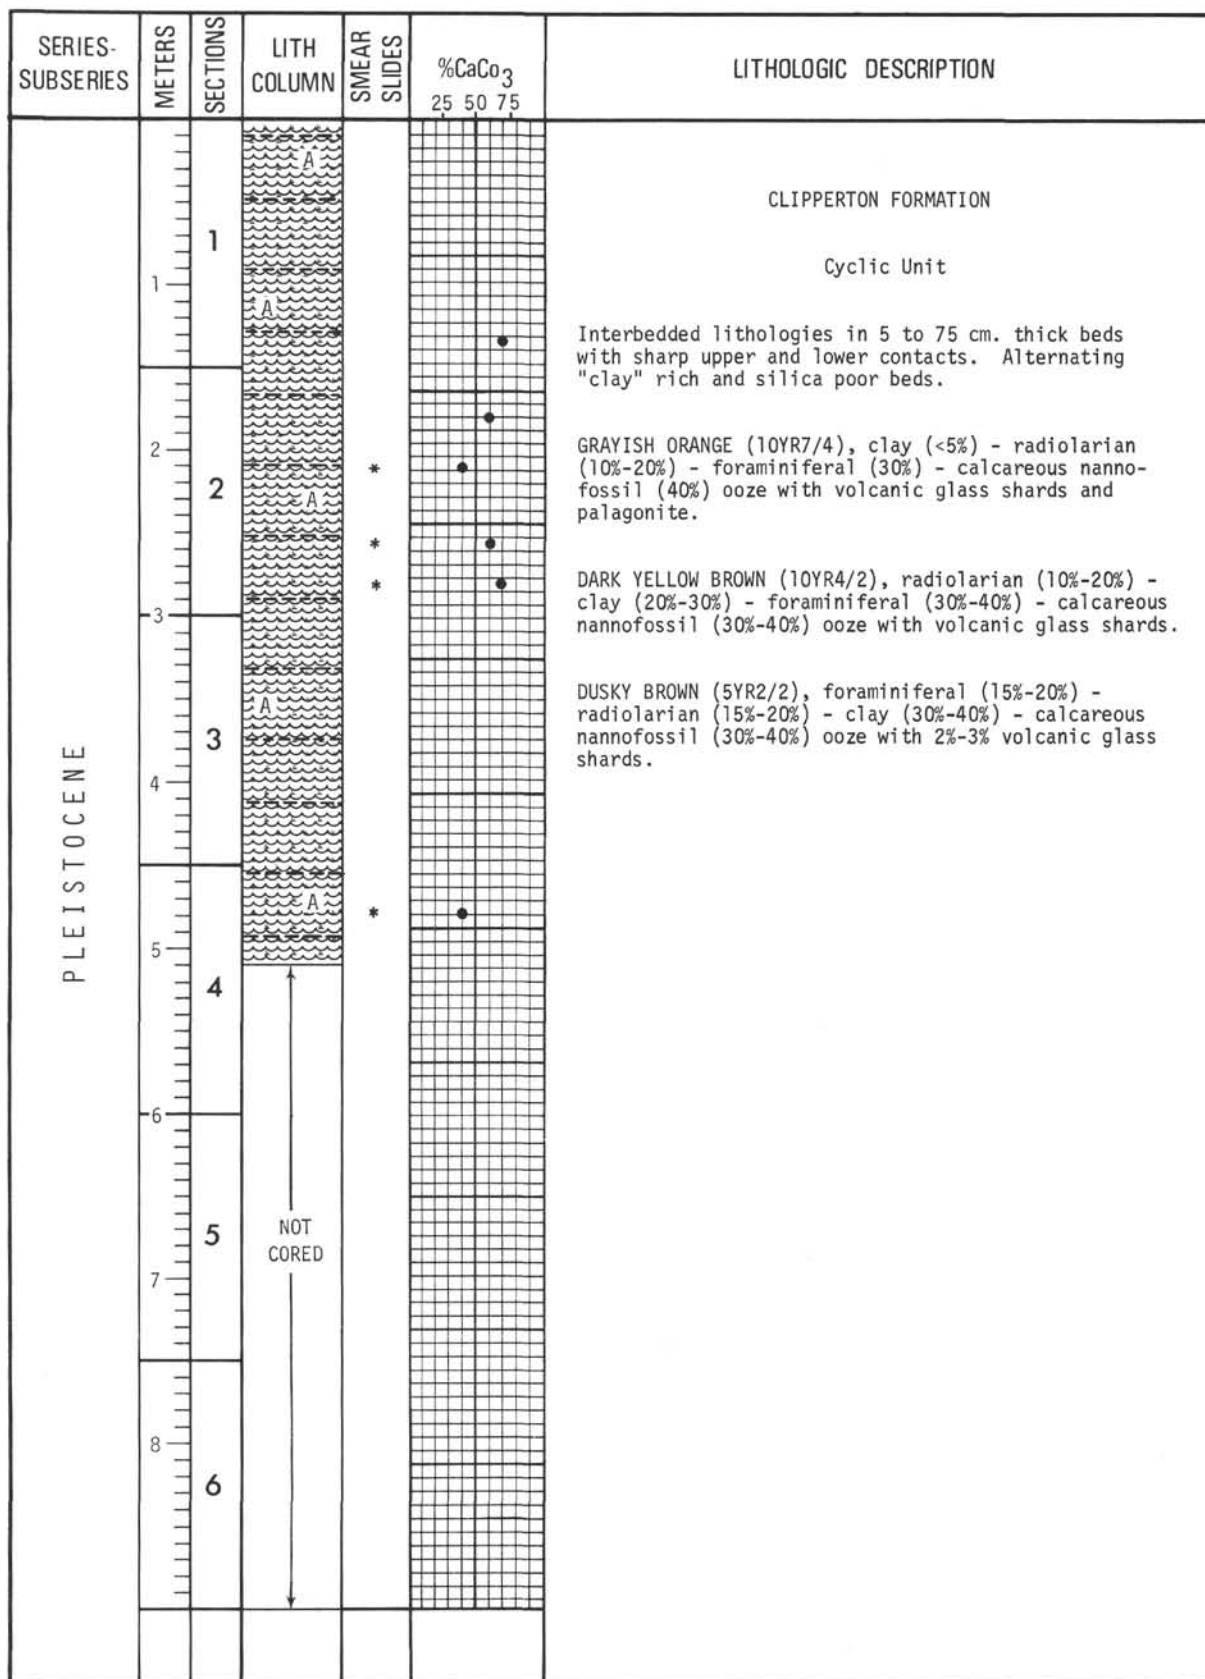 SERIES-
SUBSERIES
METERS
SECTIONS
LITH
COLUMN
SMEAR
SLIDES
%CaCo3
25 50 75
LITHOLOGIC DESCRIPTION
PLEISTOCENE
1
2
3
4
5
6
7
8
1
2
3
4
5
6
A
A
A
A
A
*
*
*
*
NOT
CORED
CLIPPERTON FORMATION
Cyclic Unit
Interbedded lithologies in 5 to 75 cm. thick beds
with sharp upper and lower contacts. Alternating
"clay" rich and silica poor beds.
GRAYISH ORANGE (10YR7/4), clay (<5%) - radiolarian
(10%-20%) - foraminiferal (30%) - calcareous nanno-
fossil (40%) ooze with volcanic glass shards and
palagonite.
DARK YELLOW BROWN (10YR4/2), radiolarian (10%-20%) -
clay (20%-30%) - foraminiferal (30%-40%) - calcareous
nannofossil (30%-40%) ooze with volcanic glass shards.
DUSKY BROWN (5YR2/2), foraminiferal (15%-20%) -
radiolarian (15%-20%) - clay (30%-40%) - calcareous
nannofossil (30%-40%) ooze with 2%-3% volcanic glass
shards.